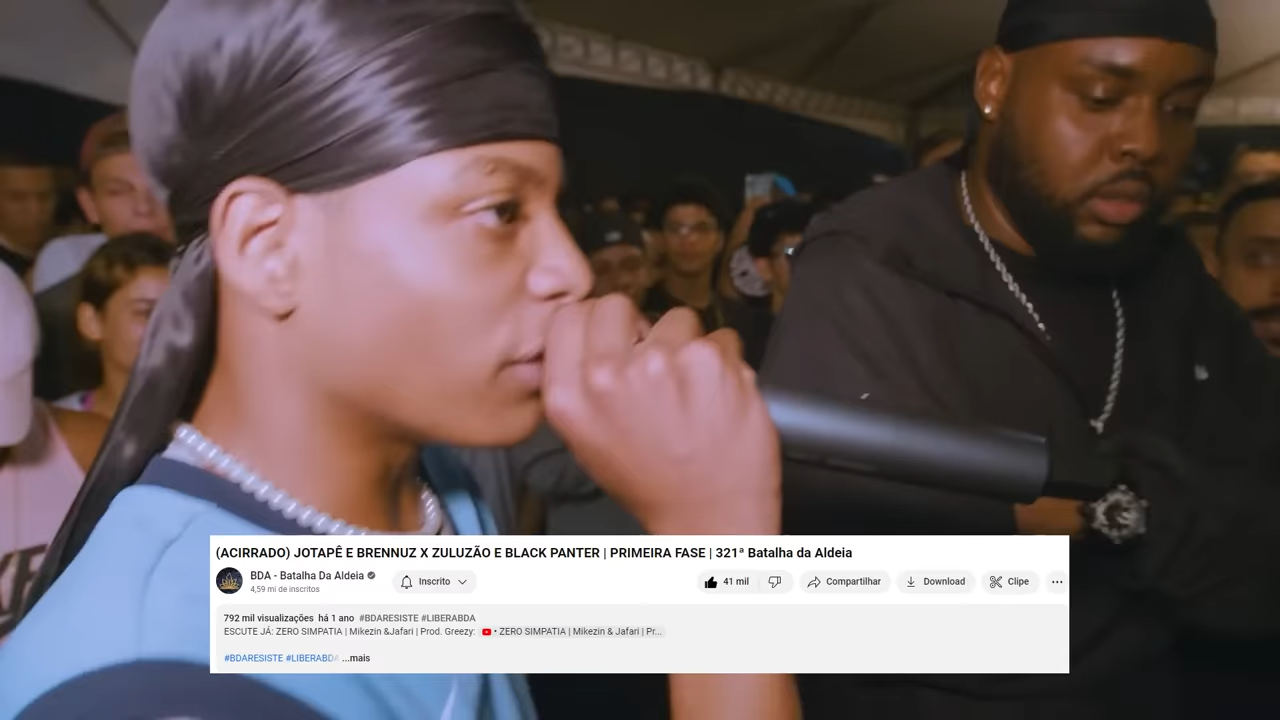 (ACIRRADO) JOTAPÊ E BRENNUZ X ZULUZÃO E BLACK PANTER | PRIMEIRA FASE | 321ª Batalha da Aldeia
BDA - Batalha Da Aldeia
4,59 mi de inscritos
Inscrito
41 mil
Compartilhar
Download
Clipe
792 mil visualizações há 1 ano #BDARESISTE #LIBERABDA
ESCUTE JÁ: ZERO SIMPATIA | Mikezin &Jafari | Prod. Greezy: • ZERO SIMPATIA | Mikezin & Jafari | Pr...
#BDARESISTE #LIBERABDA ...mais